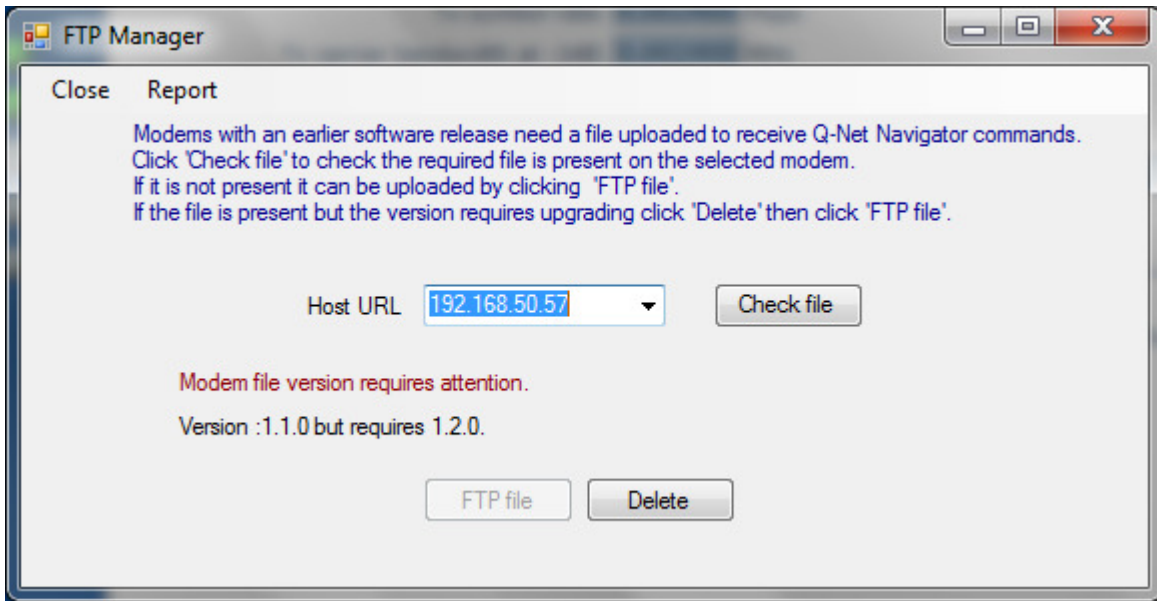 FTP Manager
Close Report
Modems with an earlier software release need a file uploaded to receive Q-Net Navigator commands.
Click 'Check file' to check the required file is present on the selected modem.
If it is not present it can be uploaded by clicking  'FTP file'.
If the file is present but the version requires upgrading click 'Delete' then click 'FTP file'.
Host URL 192.168.50.57 Check file
Modem file version requires attention.
Version :1.1.0 but requires 1.2.0.
FTP file Delete